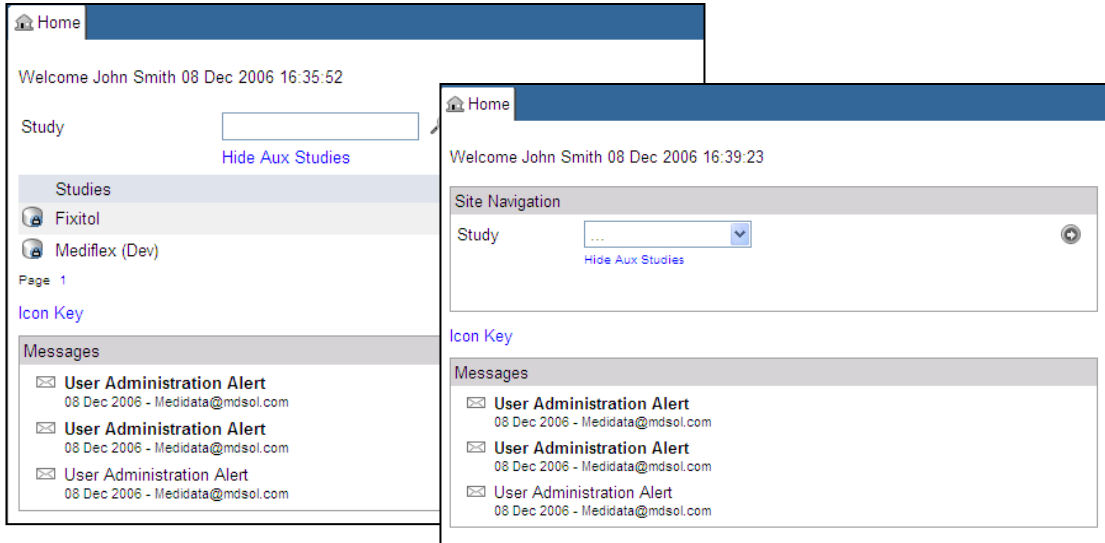 Home
Welcome John Smith 08 Dec 2006 16:35:52
Study
Hide Aux Studies
Studies
Fixitol
Mediflex (Dev)
Page 1
Icon Key
Messages
User Administration Alert
08 Dec 2006 - Medidata@mdsol.com
User Administration Alert
08 Dec 2006 - Medidata@mdsol.com
User Administration Alert
08 Dec 2006 - Medidata@mdsol.com
Home
Welcome John Smith 08 Dec 2006 16:39:23
Site Navigation
Study ...
Hide Aux Studies
Icon Key
Messages
User Administration Alert
08 Dec 2006 - Medidata@mdsol.com
User Administration Alert
08 Dec 2006 - Medidata@mdsol.com
User Administration Alert
08 Dec 2006 - Medidata@mdsol.com